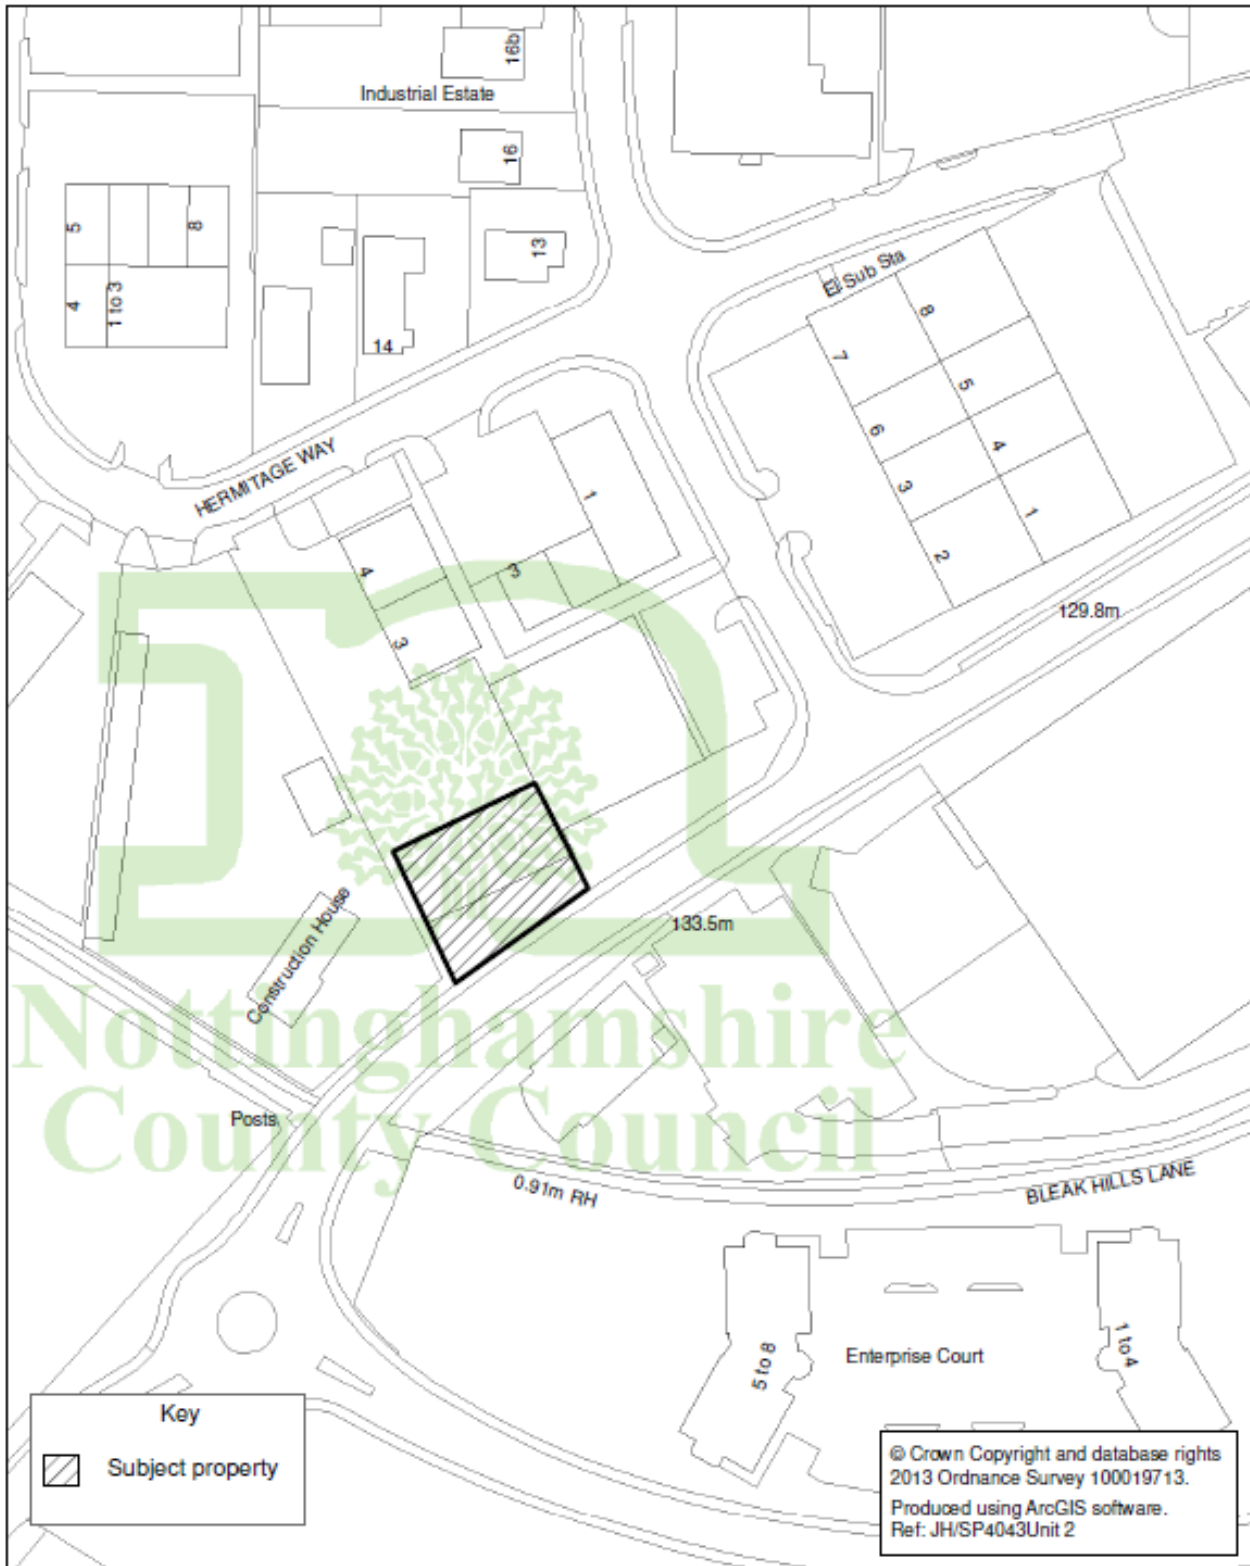 16b
Industrial Estate
16
5
8
13
El Sub Sta
4
1 to 3
8
14
7
5
6
4
HERMITAGE WAY
3
1
1
2
4
3
129.8m
3
133.5m
Construction House
Nottinghamshire
County Council
Posts
0.91m RH
BLEAK HILLS LANE
5 to 8
Enterprise Court
1 to 4
Key
Subject property
© Crown Copyright and database rights
2013 Ordnance Survey 100019713.
Produced using ArcGIS software.
Ref: JH/SP4043Unit 2